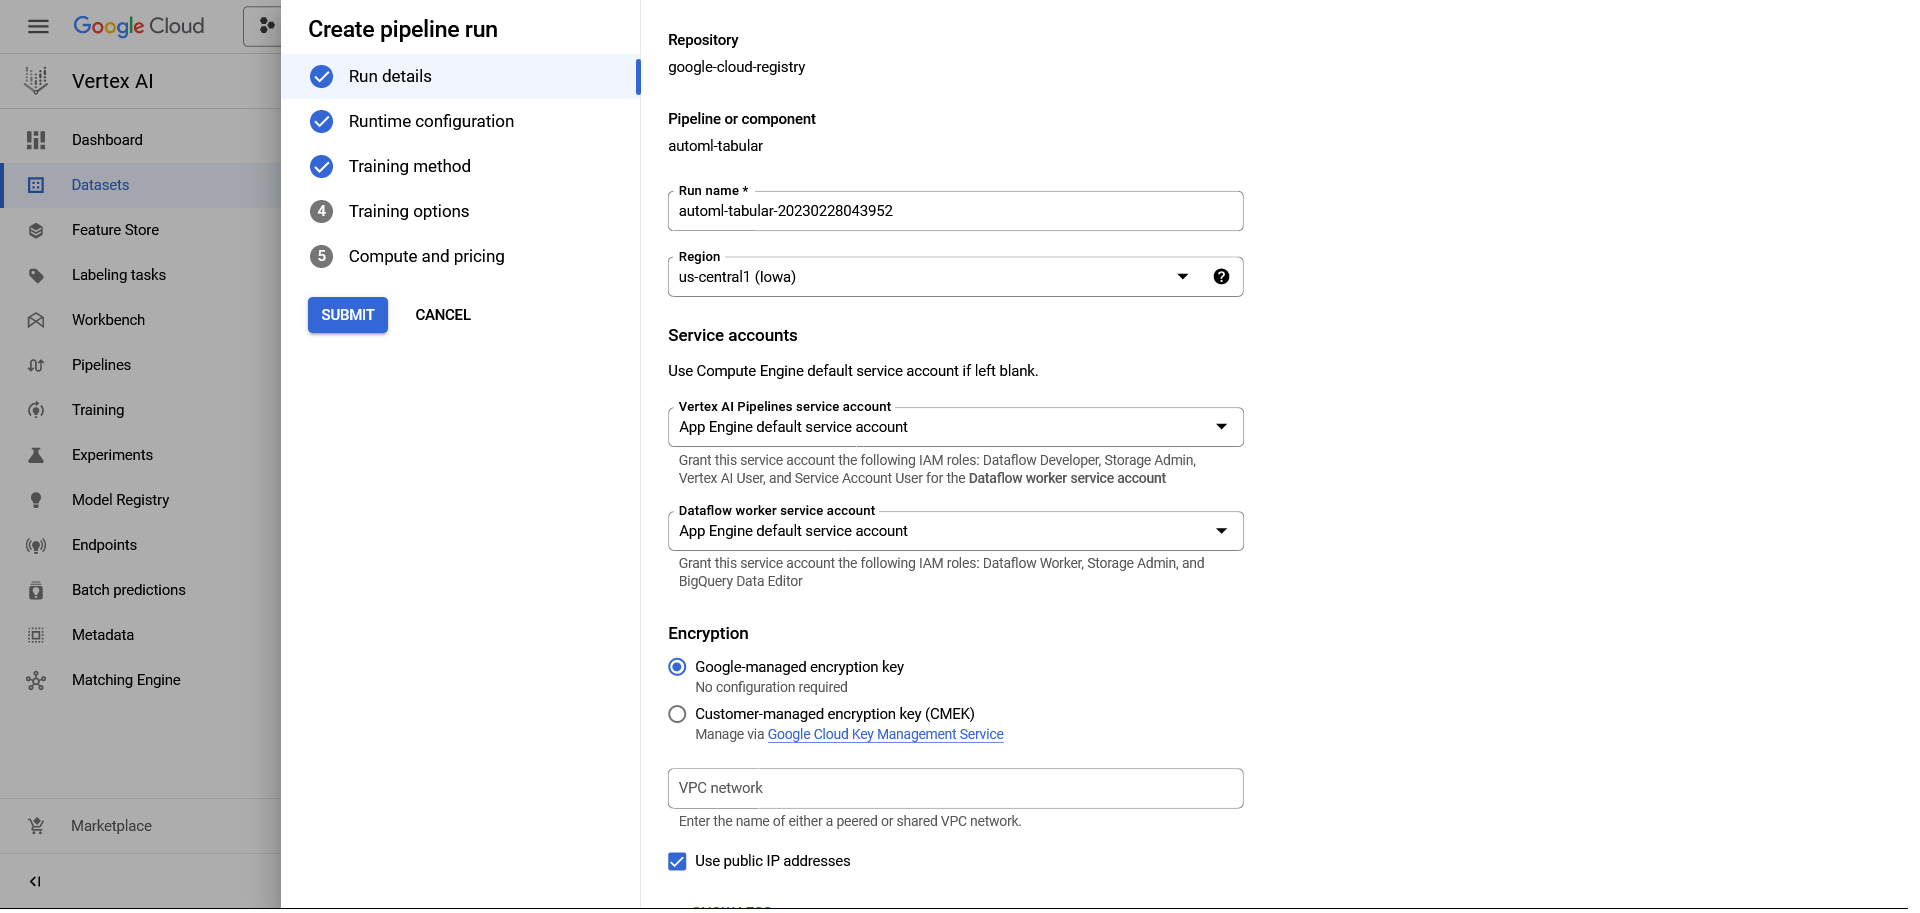 Google Cloud
Vertex AI
Dashboard
Datasets
Feature Store
Labeling tasks
Workbench
Pipelines
Training
Experiments
Model Registry
Endpoints
Batch predictions
Metadata
Matching Engine
Marketplace
Create pipeline run
Run details
Runtime configuration
Training method
4 Training options
5 Compute and pricing
SUBMIT CANCEL
Repository
google-cloud-registry
Pipeline or component
automl-tabular
Run name *
automl-tabular-20230228043952
Region
us-central1 (Iowa)
Service accounts
Use Compute Engine default service account if left blank.
Vertex AI Pipelines service account
App Engine default service account
Grant this service account the following IAM roles: Dataflow Developer, Storage Admin,
Vertex AI User, and Service Account User for the Dataflow worker service account
Dataflow worker service account
App Engine default service account
Grant this service account the following IAM roles: Dataflow Worker, Storage Admin, and
BigQuery Data Editor
Encryption
Google-managed encryption key
No configuration required
Customer-managed encryption key (CMEK)
Manage via Google Cloud Key Management Service
VPC network
Enter the name of either a peered or shared VPC network.
Use public IP addresses